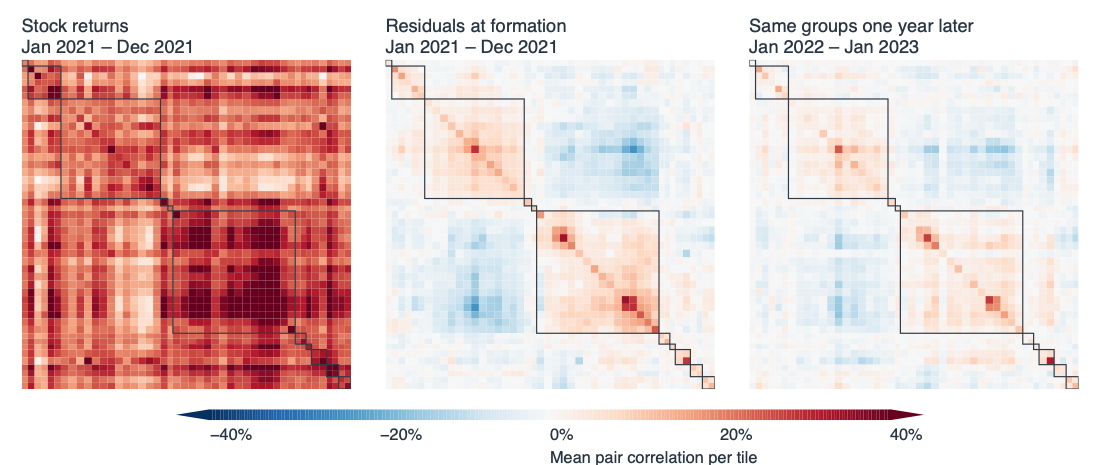 Stock returns
Jan 2021 – Dec 2021
Residuals at formation
Jan 2021 – Dec 2021
Same groups one year later
Jan 2022 – Jan 2023
−40%
−20%
0%
20%
40%
Mean pair correlation per tile